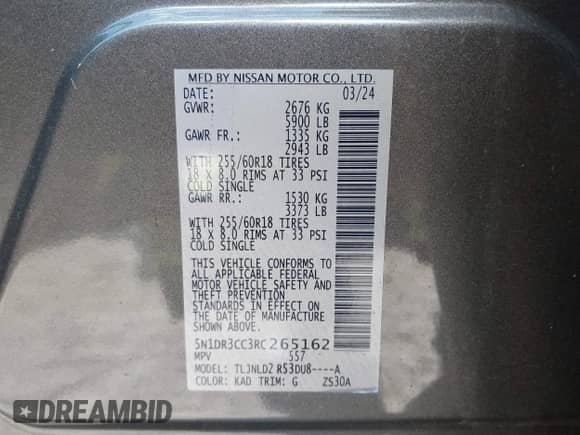 MFD BY NISSAN MOTOR CO., LTD.
DATE: 03/24
GVWR: 2676 KG
5900 LB
GAWR FR.: 1335 KG
2943 LB
WITH 255/60R18 TIRES
18 X 8.0 RIMS AT 33 PSI
COLD SINGLE
GAWR RR.: 1530 KG
3373 LB
WITH 255/60R18 TIRES
18 X 8.0 RIMS AT 33 PSI
COLD SINGLE
THIS VEHICLE CONFORMS TO
ALL APPLICABLE FEDERAL
MOTOR VEHICLE SAFETY AND
THEFT PREVENTION
STANDARDS IN EFFECT ON
THE DATE OF MANUFACTURE
SHOWN ABOVE.
5N1DR3CC3RC265162
MPV 557
MODEL: TLJNLD2 R53DU8----A
COLOR: KAD TRIM: G ZS30A
DREAMBID